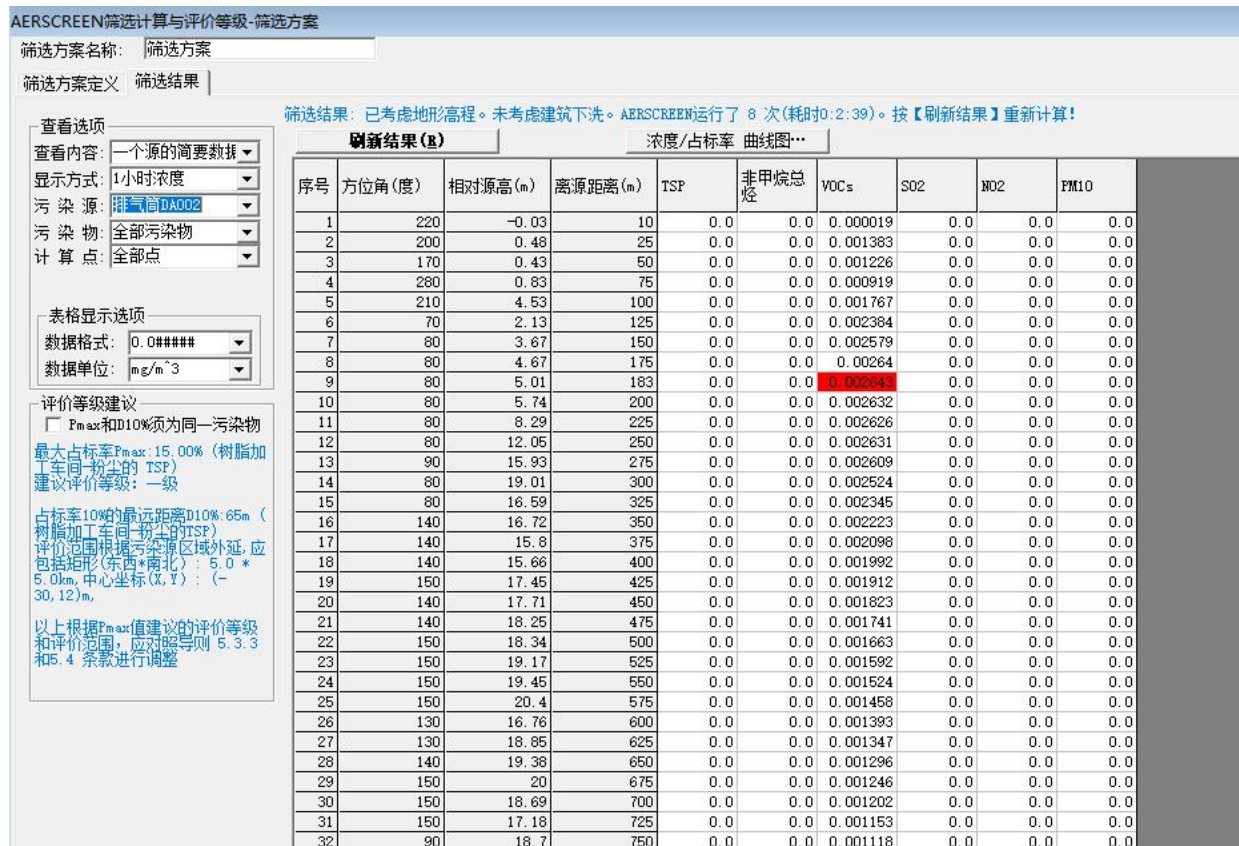 AERSCREEN筛选计算与评价等级-筛选方案
筛选方案名称: 筛选方案
筛选方案定义 筛选结果
筛选结果: 已考虑地形高程。未考虑建筑下洗。AERSCREEN运行了 8 次(耗时0:2:39)。按【刷新结果】重新计算!
查看选项
查看内容: 一个源的简要数据
显示方式: 1小时浓度
污 染 源: 排气筒DA002
污 染 物: 全部污染物
计 算 点: 全部点
表格显示选项
数据格式: 0.0#####
数据单位: mg/m^3
评价等级建议
Pmax和D10%须为同一污染物
最大占标率Pmax:15.00% (树脂加
工车间-粉尘的 TSP)
建议评价等级: 一级
占标率10%的最远距离D10%:65m (
树脂加工车间-粉尘的TSP)
评价范围根据污染源区域外延,应
包括矩形(东西*南北): 5.0 *
5.0km,中心坐标(X,Y): (-
30,12)m,
以上根据Pmax值建议的评价等级
和评价范围,应对照导则 5.3.3
和5.4 条款进行调整
刷新结果(R) 浓度/占标率 曲线图…
序号 方位角(度) 相对源高(m) 离源距离(m) TSP 非甲烷总烃 VOCs SO2 NO2 PM10
1 220 -0.03 10 0.0 0.0 0.000019 0.0 0.0 0.0
2 200 0.48 25 0.0 0.0 0.001383 0.0 0.0 0.0
3 170 0.43 50 0.0 0.0 0.001226 0.0 0.0 0.0
4 280 0.83 75 0.0 0.0 0.000919 0.0 0.0 0.0
5 210 4.53 100 0.0 0.0 0.001767 0.0 0.0 0.0
6 70 2.13 125 0.0 0.0 0.002384 0.0 0.0 0.0
7 80 3.67 150 0.0 0.0 0.002579 0.0 0.0 0.0
8 80 4.67 175 0.0 0.0 0.00264 0.0 0.0 0.0
9 80 5.01 183 0.0 0.0 0.002643 0.0 0.0 0.0
10 80 5.74 200 0.0 0.0 0.002632 0.0 0.0 0.0
11 80 8.29 225 0.0 0.0 0.002626 0.0 0.0 0.0
12 80 12.05 250 0.0 0.0 0.002631 0.0 0.0 0.0
13 90 15.93 275 0.0 0.0 0.002609 0.0 0.0 0.0
14 80 19.01 300 0.0 0.0 0.002524 0.0 0.0 0.0
15 80 16.59 325 0.0 0.0 0.002345 0.0 0.0 0.0
16 140 16.72 350 0.0 0.0 0.002223 0.0 0.0 0.0
17 140 15.8 375 0.0 0.0 0.002098 0.0 0.0 0.0
18 140 15.66 400 0.0 0.0 0.001992 0.0 0.0 0.0
19 150 17.45 425 0.0 0.0 0.001912 0.0 0.0 0.0
20 140 17.71 450 0.0 0.0 0.001823 0.0 0.0 0.0
21 140 18.25 475 0.0 0.0 0.001741 0.0 0.0 0.0
22 150 18.34 500 0.0 0.0 0.001663 0.0 0.0 0.0
23 150 19.17 525 0.0 0.0 0.001592 0.0 0.0 0.0
24 150 19.45 550 0.0 0.0 0.001524 0.0 0.0 0.0
25 150 20.4 575 0.0 0.0 0.001458 0.0 0.0 0.0
26 130 16.76 600 0.0 0.0 0.001393 0.0 0.0 0.0
27 130 18.85 625 0.0 0.0 0.001347 0.0 0.0 0.0
28 140 19.38 650 0.0 0.0 0.001296 0.0 0.0 0.0
29 150 20 675 0.0 0.0 0.001246 0.0 0.0 0.0
30 150 18.69 700 0.0 0.0 0.001202 0.0 0.0 0.0
31 150 17.18 725 0.0 0.0 0.001153 0.0 0.0 0.0
32 90 18.7 750 0.0 0.0 0.001118 0.0 0.0 0.0